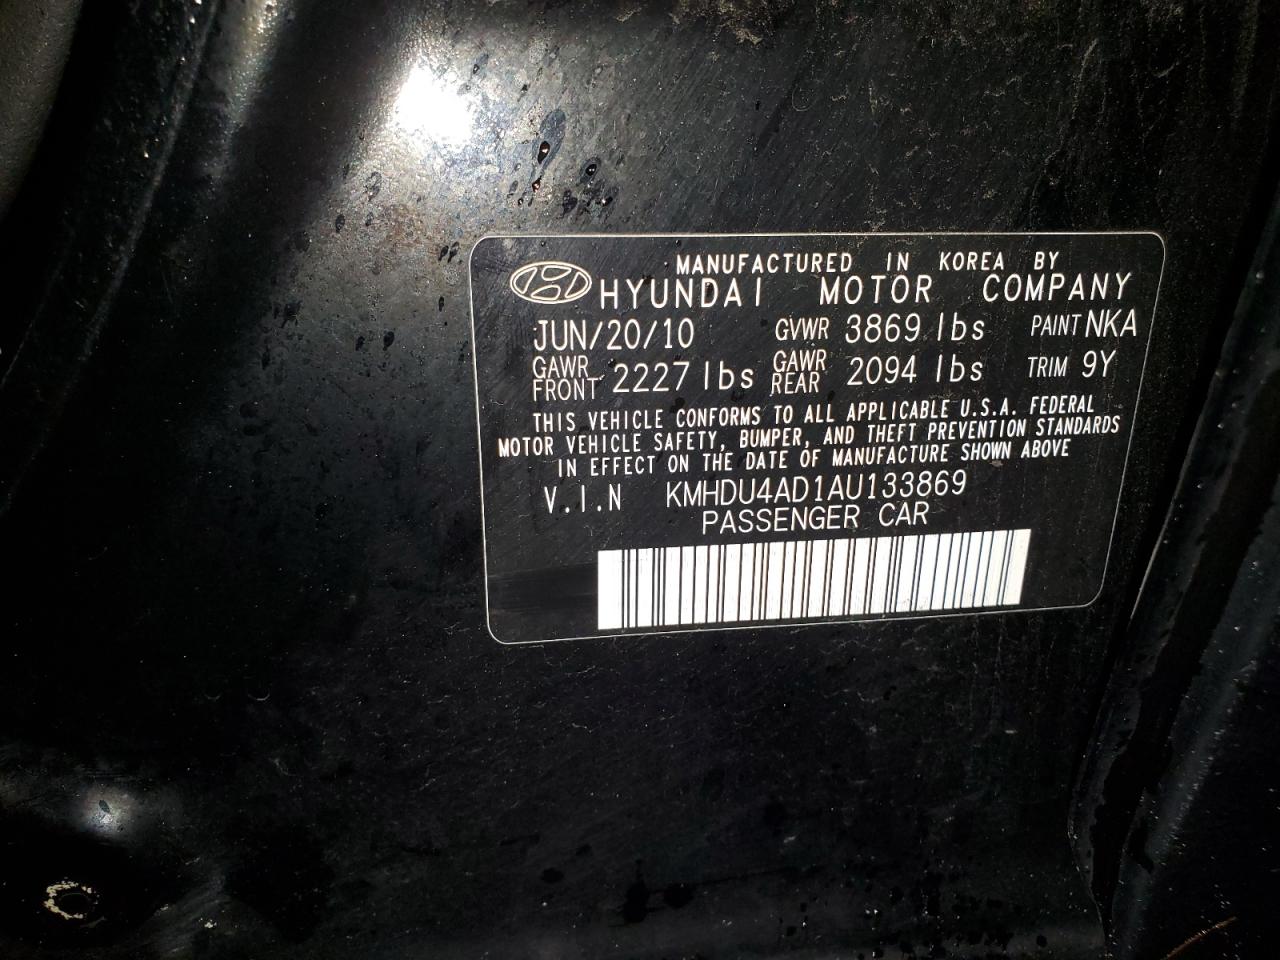 MANUFACTURED IN KOREA BY
HYUNDAI MOTOR COMPANY
JUN/20/10 GVWR 3869 lbs PAINT NKA
GAWR FRONT 2227 lbs GAWR REAR 2094 lbs TRIM 9Y
THIS VEHICLE CONFORMS TO ALL APPLICABLE U.S.A. FEDERAL
MOTOR VEHICLE SAFETY, BUMPER, AND THEFT PREVENTION STANDARDS
IN EFFECT ON THE DATE OF MANUFACTURE SHOWN ABOVE
V.I.N KMHDU4AD1AU133869
PASSENGER CAR